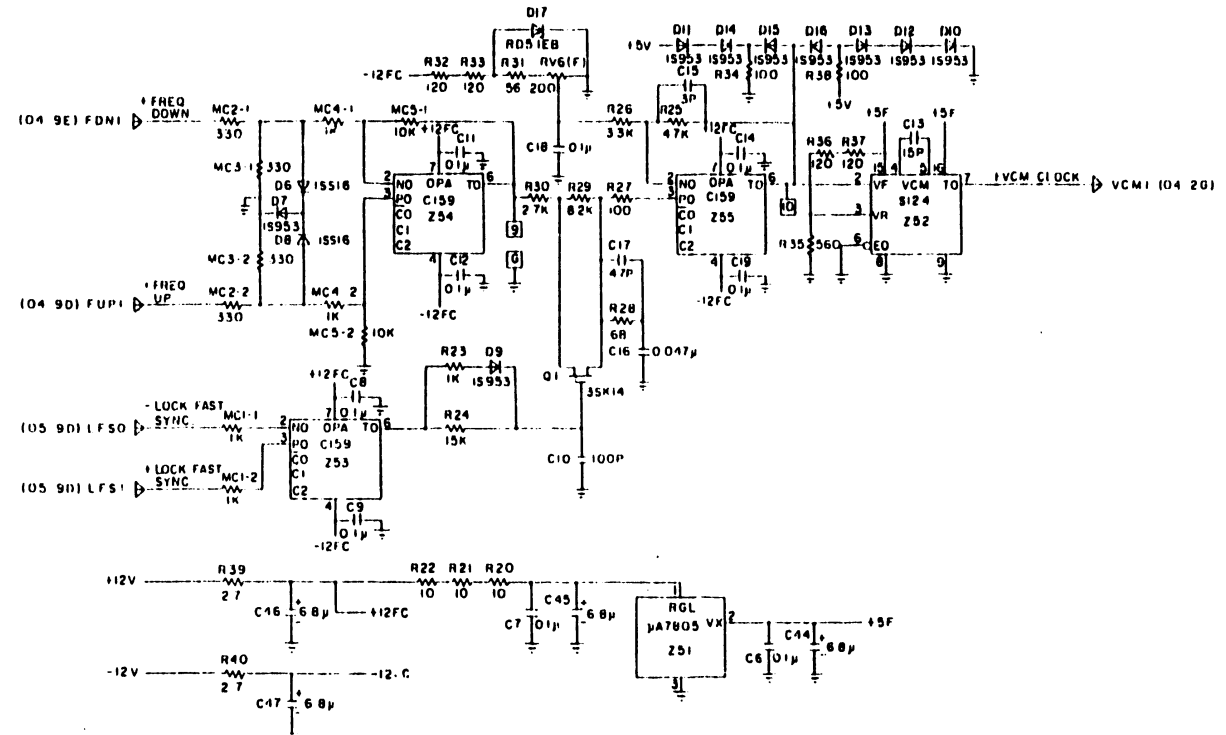 D17
RD51EB
R32 R33 R31 RV6(F)
-12FC
120 120 56 200
D11 D14 D15 D16 D13 D12
+5V
1S953 1S953 1S953 1S953 1S953 1S953 1S953
R34 100
R38 100
+5V
C15
3P
R26
33K
R25
47K
(04 9E) FDN1
+FREQ
DOWN
MC2-1
330
MC4-1
1K
MC5-1
10K
+12FC
C11
0.1μ
C18 0.1μ
+12FC
C14
0.1μ
R36 R37
120 120
+5F
C13
15P
+5F
MC3-1 330
D6 1SS16
D7
1S953
D8 1SS16
MC3-2 330
2 NO OPA TO 6
3 PO C159
CO Z54
C1
C2
7
4
C12
0.1μ
-12FC
9
G
R30
2.7K
R29
8.2K
R27
100
2 NO OPA TO 6
3 PO C159
CO Z55
C1
C2
7
4
C19
0.1μ
-12FC
10
15 4 5 16
2 VF VCM TO 7
S124
3 VR Z52
6 EO
8 9
+VCM CLOCK
VCM1 (04 2G)
R35 560
C17
47P
R28
68
C16
0.047μ
(04 9D) FUP1
+FREQ
UP
MC2-2
330
MC4 2
1K
MC5-2 10K
Q1
3SK14
R23
1K
D9
1S953
R24
15K
C10 100P
+12FC
C8
0.1μ
(05 9D) LFS0
-LOCK FAST
SYNC.
MC1-1
1K
2 NO OPA TO 6
3 PO C159
CO Z53
C1
C2
7
4
(05 9D) LFS1
+LOCK FAST
SYNC
MC1-2
1K
C9
0.1μ
-12FC
+12V
R39
2.7
C46 6.8μ
+12FC
R22 R21 R20
10 10 10
C7 0.1μ
C45 6.8μ
1
RGL
μA7805 VX 2
Z51
3
+5F
C6 0.1μ
C44 6.8μ
-12V
R40
2.7
C47 6.8μ